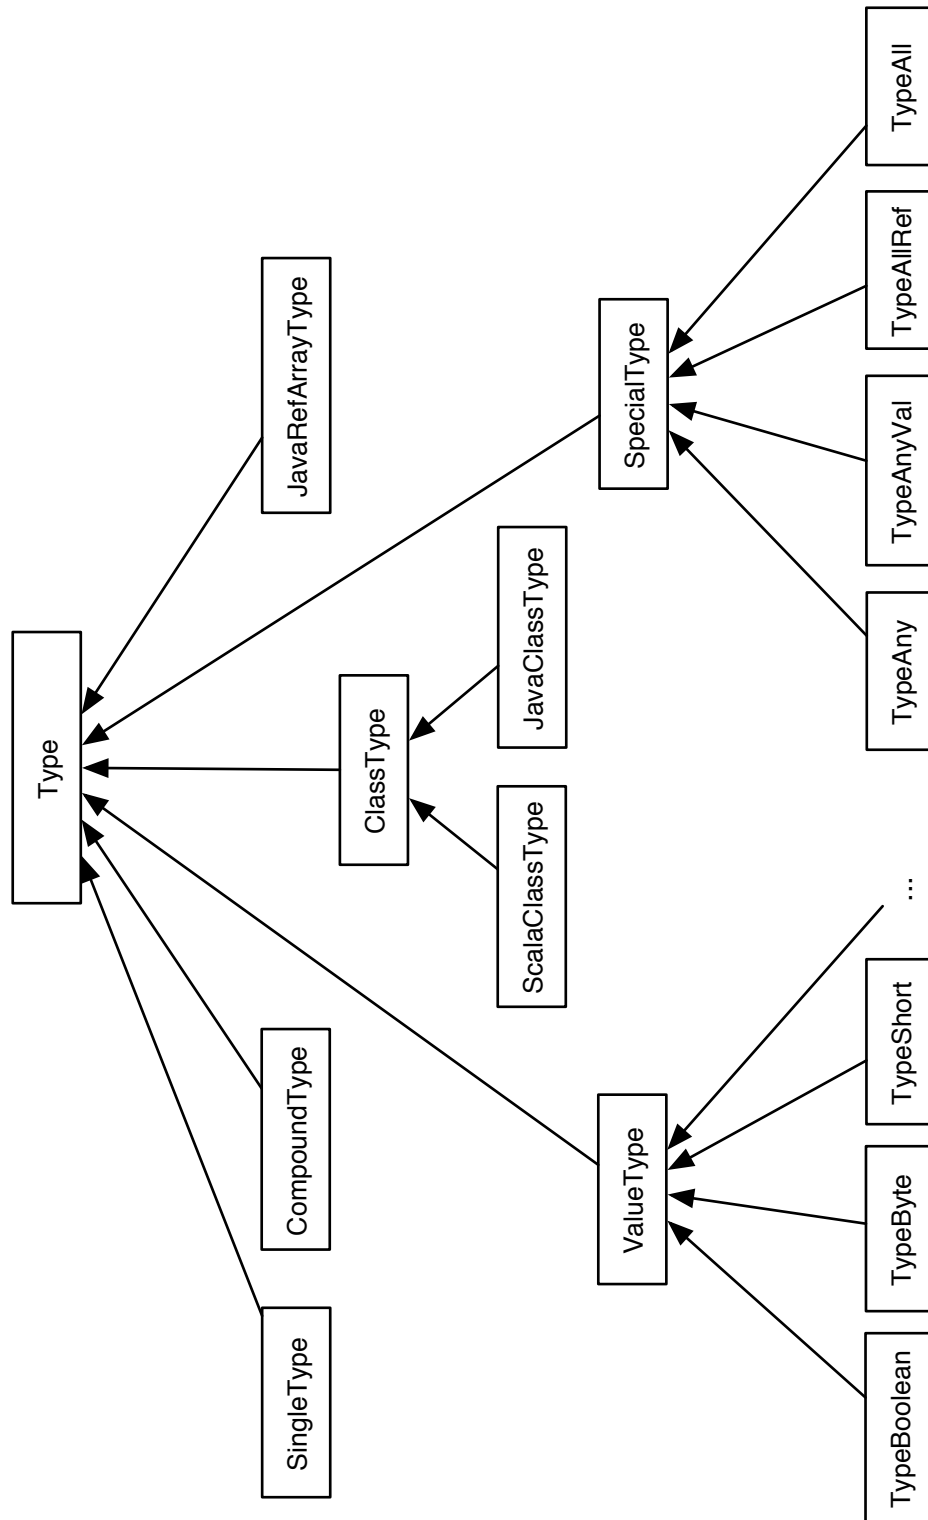 Type
SingleType
CompoundType
JavaRefArrayType
ClassType
ScalaClassType
JavaClassType
ValueType
SpecialType
TypeBoolean
TypeByte
TypeShort
...
TypeAny
TypeAnyVal
TypeAllRef
TypeAll